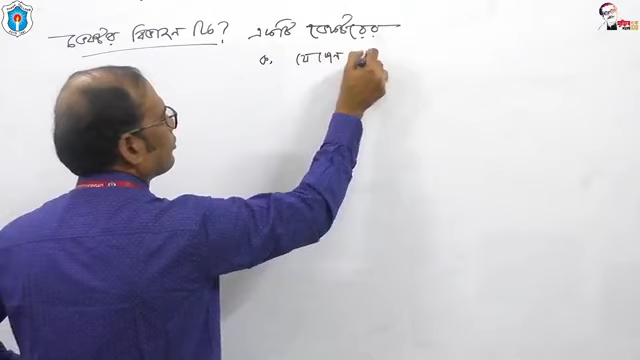 ভেক্টর বিভাজন কি? একটি ভেক্টরের
ক. যে কোন